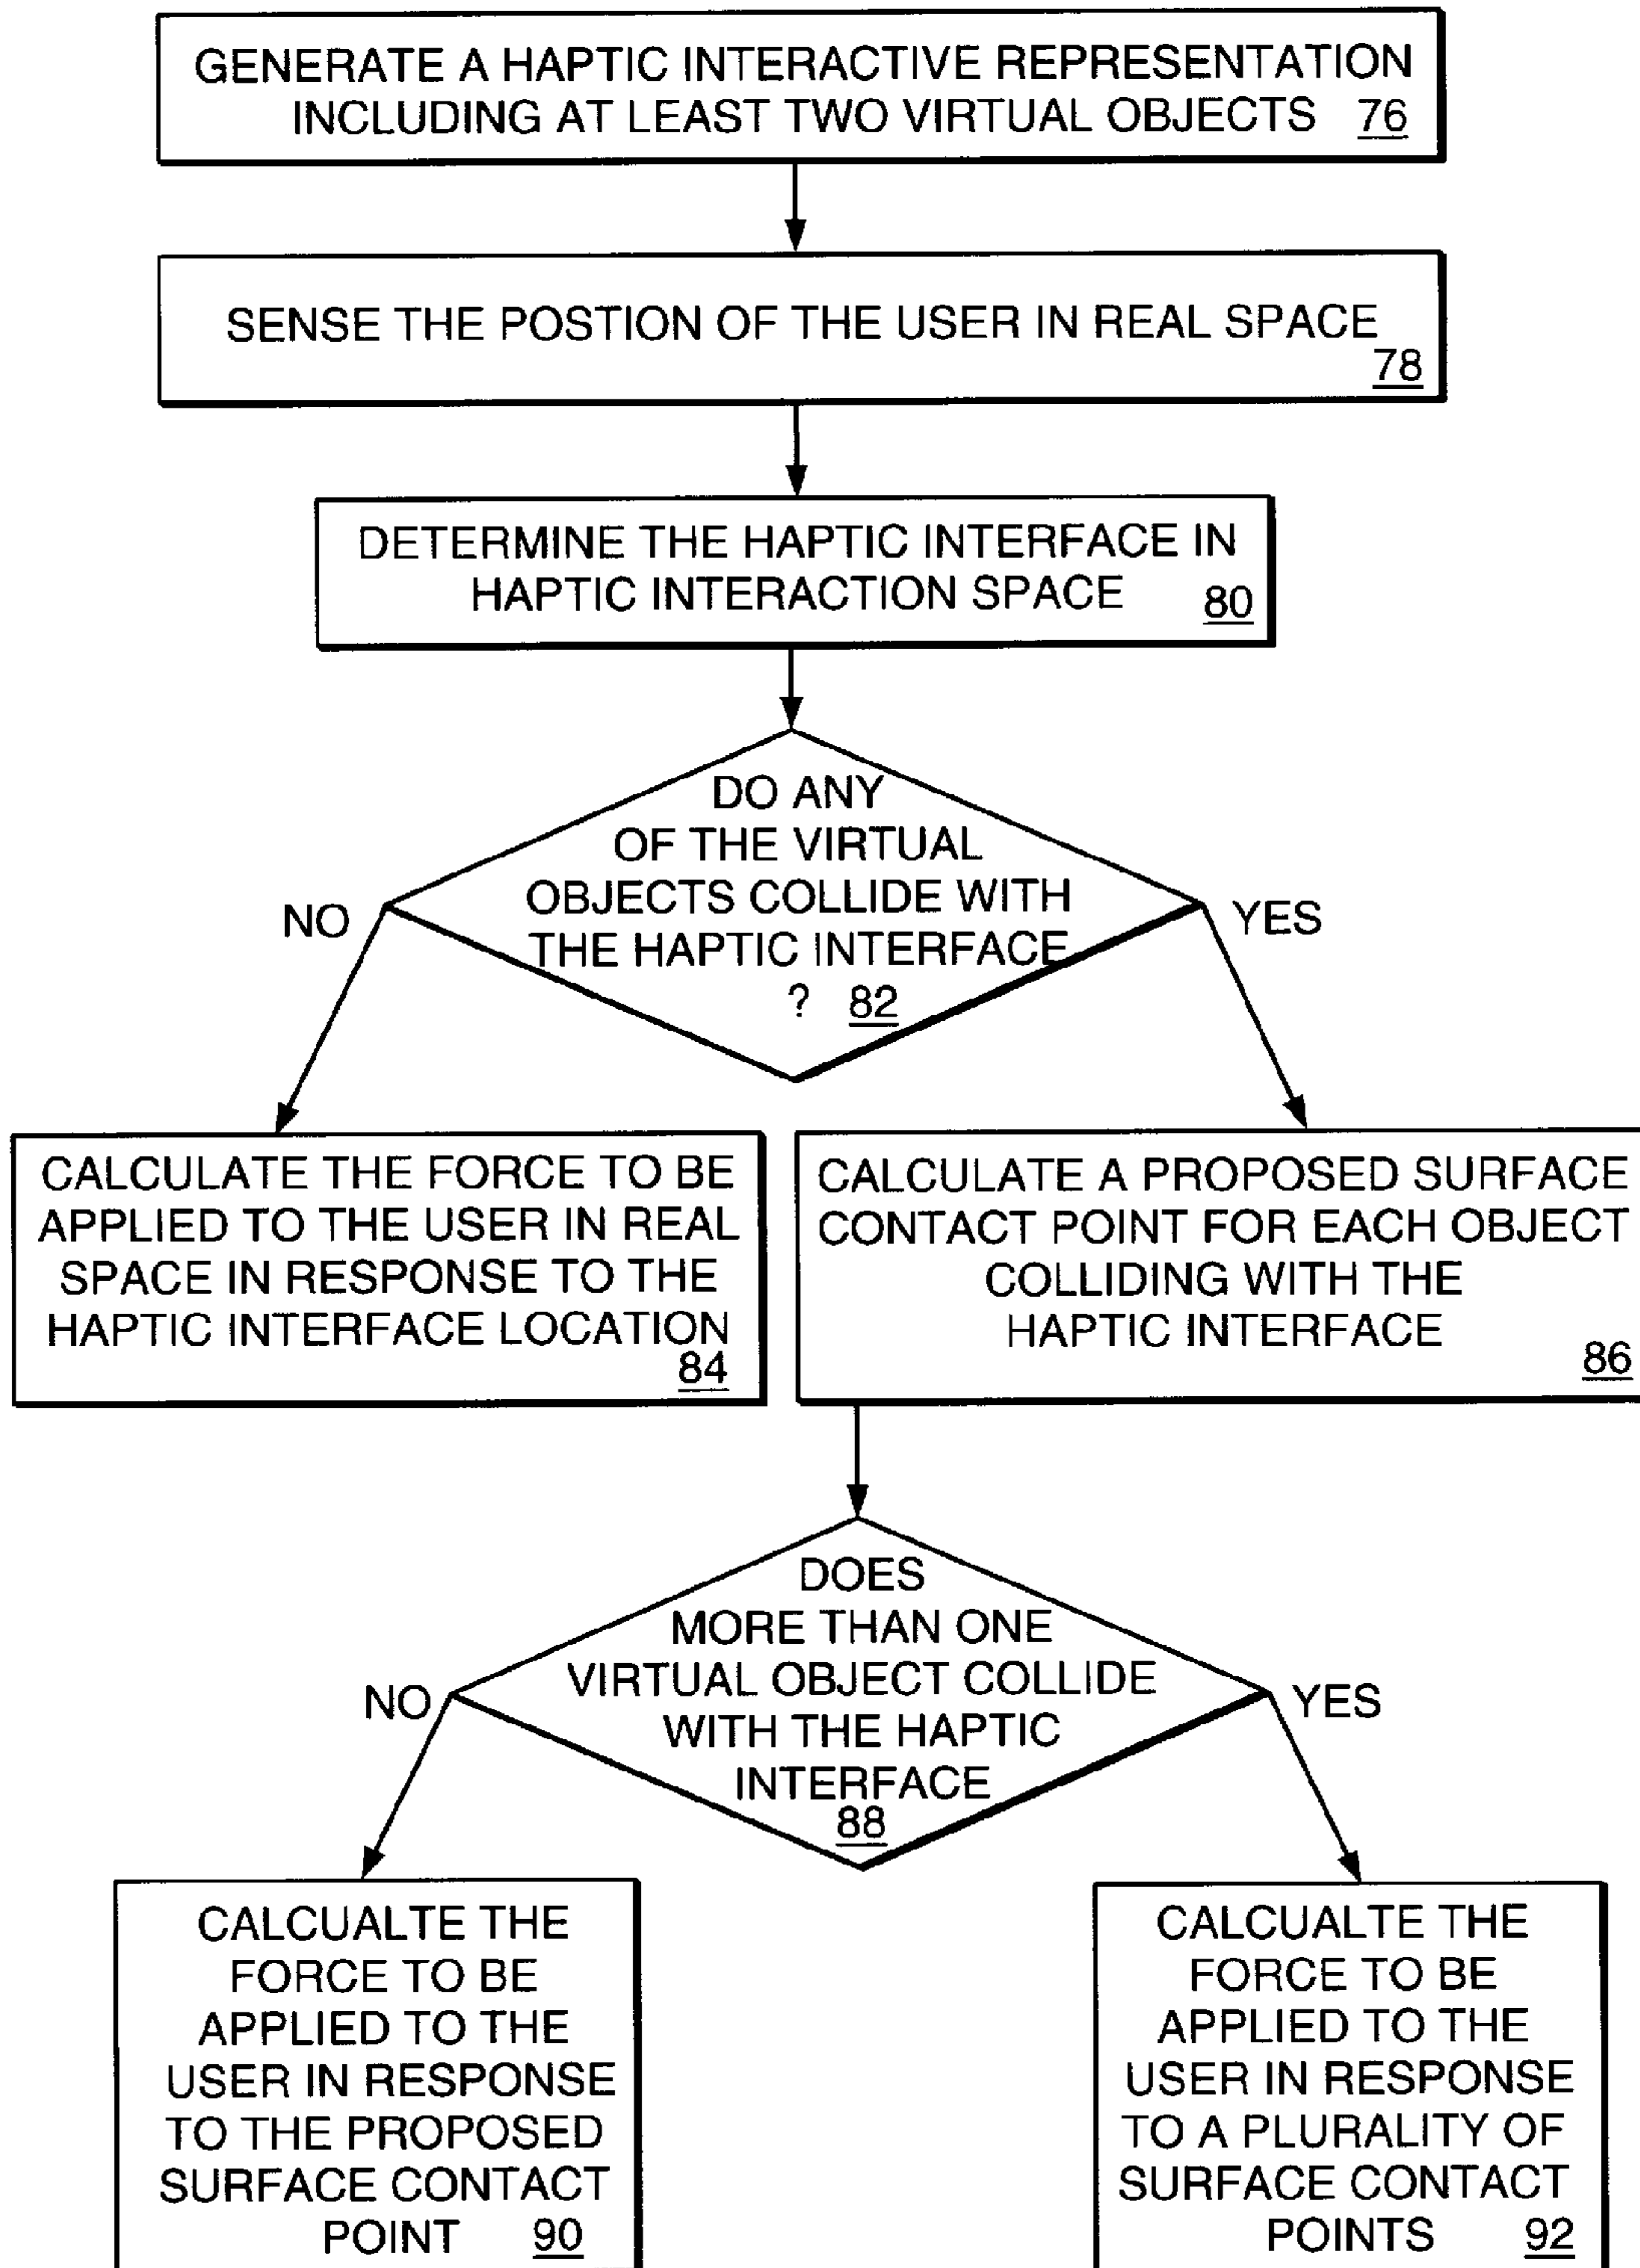 GENERATE A HAPTIC INTERACTIVE REPRESENTATION
INCLUDING AT LEAST TWO VIRTUAL OBJECTS 76
SENSE THE POSTION OF THE USER IN REAL SPACE
78
DETERMINE THE HAPTIC INTERFACE IN
HAPTIC INTERACTION SPACE 80
DO ANY
OF THE VIRTUAL
OBJECTS COLLIDE WITH
THE HAPTIC INTERFACE
? 82
NO
YES
CALCULATE THE FORCE TO BE
APPLIED TO THE USER IN REAL
SPACE IN RESPONSE TO THE
HAPTIC INTERFACE LOCATION
84
CALCULATE A PROPOSED SURFACE
CONTACT POINT FOR EACH OBJECT
COLLIDING WITH THE
HAPTIC INTERFACE
86
DOES
MORE THAN ONE
VIRTUAL OBJECT COLLIDE
WITH THE HAPTIC
INTERFACE
88
NO
YES
CALCUALTE THE
FORCE TO BE
APPLIED TO THE
USER IN RESPONSE
TO THE PROPOSED
SURFACE CONTACT
POINT 90
CALCUALTE THE
FORCE TO BE
APPLIED TO THE
USER IN RESPONSE
TO A PLURALITY OF
SURFACE CONTACT
POINTS 92